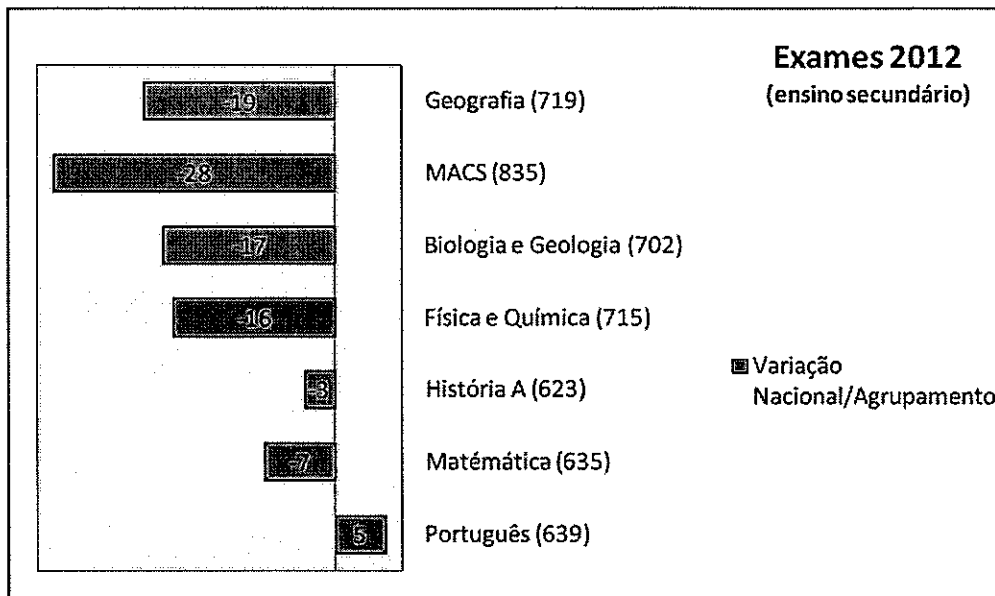 Exames 2012
(ensino secundário)
-19
Geografia (719)
-28
MACS (835)
-17
Biologia e Geologia (702)
-16
Física e Química (715)
-3
História A (623)
-7
Matémática (635)
5
Português (639)
Variação
Nacional/Agrupamento